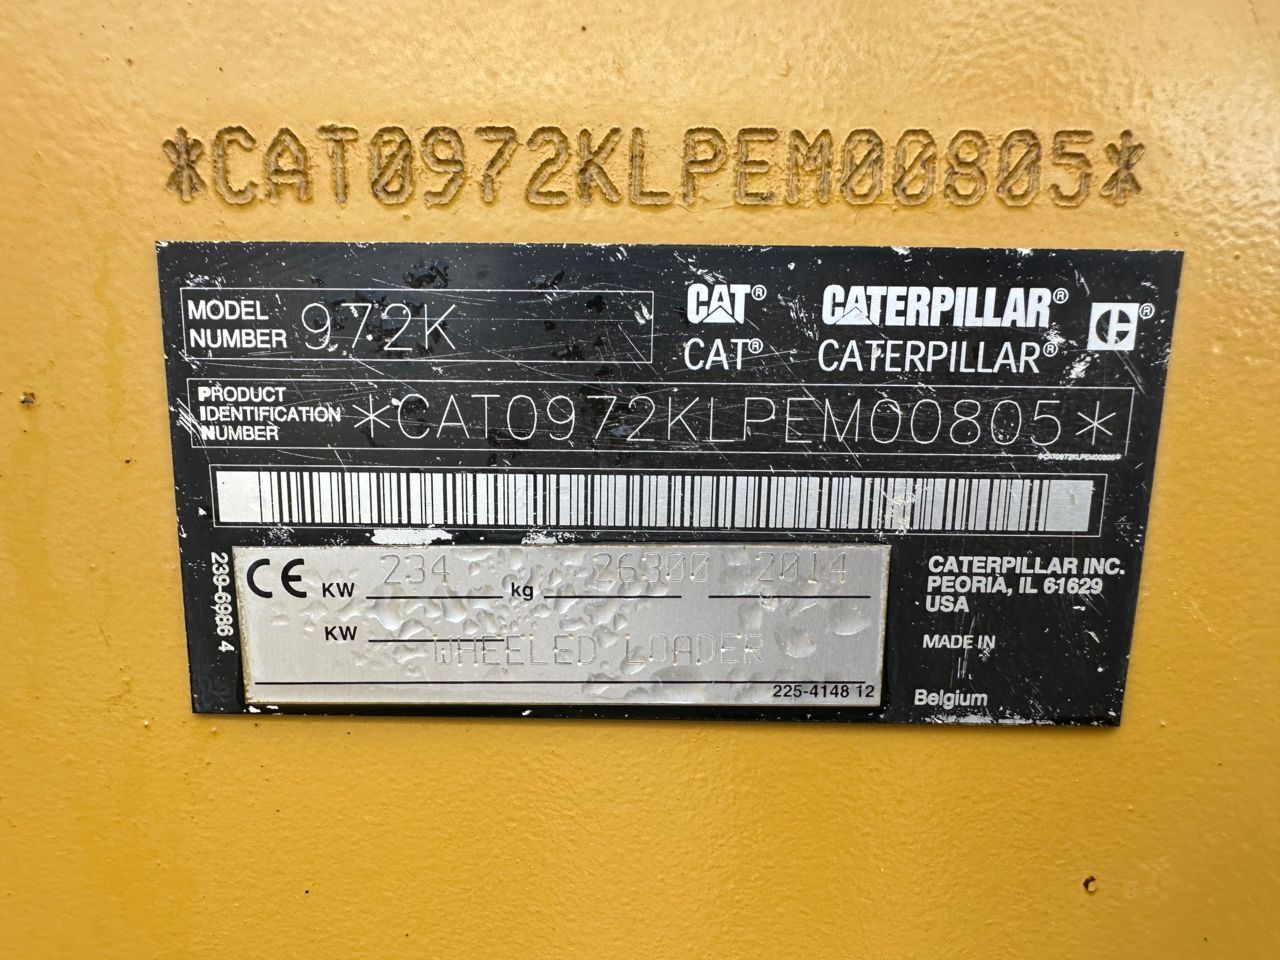 *CAT0972KLPEM00805*
MODEL NUMBER 972K
CAT® CATERPILLAR®
CAT® CATERPILLAR®
PRODUCT IDENTIFICATION NUMBER *CAT0972KLPEM00805*
*CAT0972KLPEM00805*
239-6986 4
CE KW 234 kg 26300 2014
KW
WHEELED LOADER
225-4148 12
CATERPILLAR INC.
PEORIA, IL 61629
USA
MADE IN
Belgium